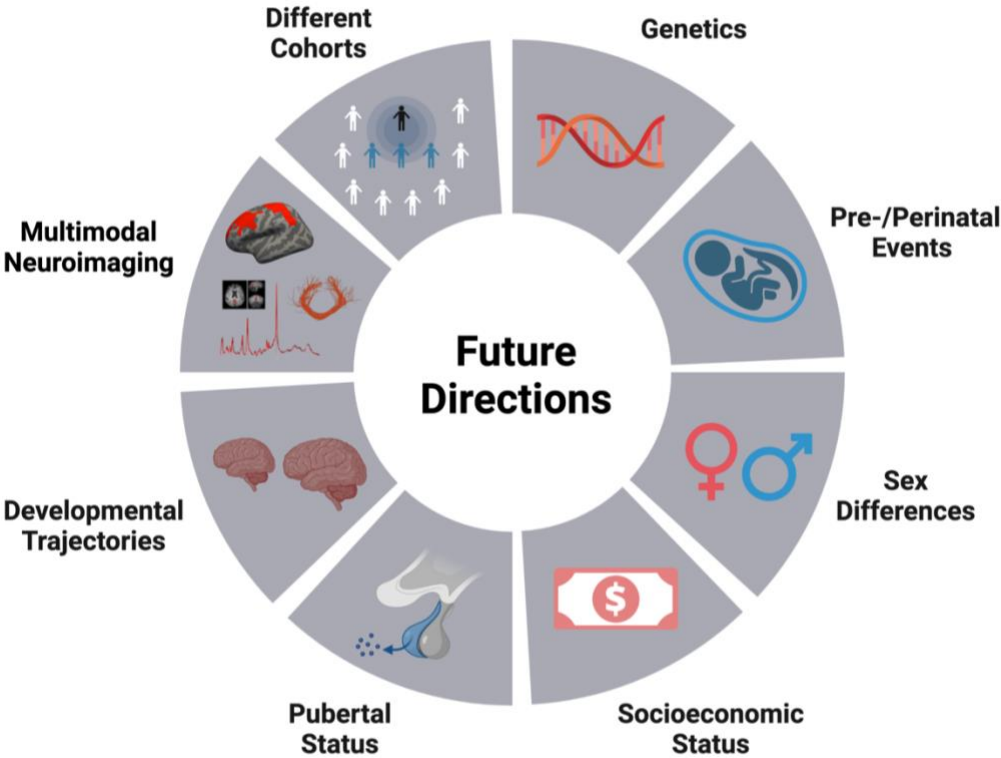 Different
Cohorts
Genetics
Multimodal
Neuroimaging
Pre-/Perinatal
Events
Future
Directions
Developmental
Trajectories
Sex
Differences
$
Pubertal
Status
Socioeconomic
Status